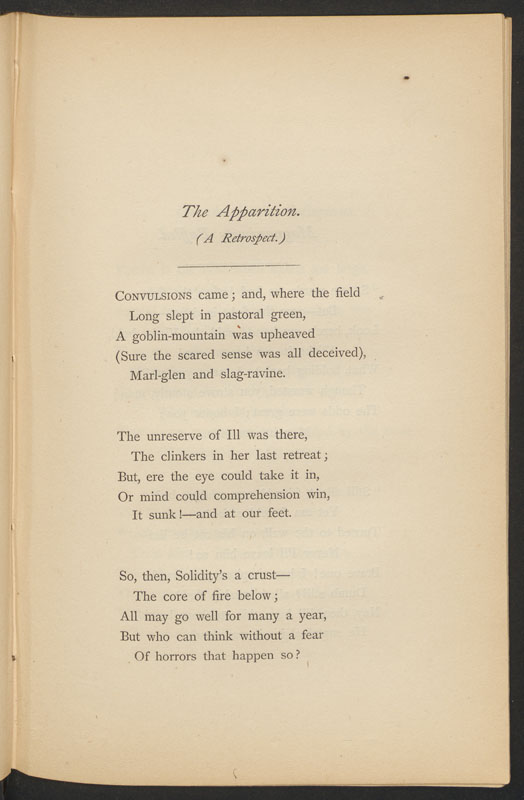 The Apparition.
(A Retrospect.)
CONVULSIONS came; and, where the field
Long slept in pastoral green,
A goblin-mountain was upheaved
(Sure the scared sense was all deceived),
Marl-glen and slag-ravine.
The unreserve of Ill was there,
The clinkers in her last retreat;
But, ere the eye could take it in,
Or mind could comprehension win,
It sunk!—and at our feet.
So, then, Solidity's a crust—
The core of fire below;
All may go well for many a year,
But who can think without a fear
Of horrors that happen so?